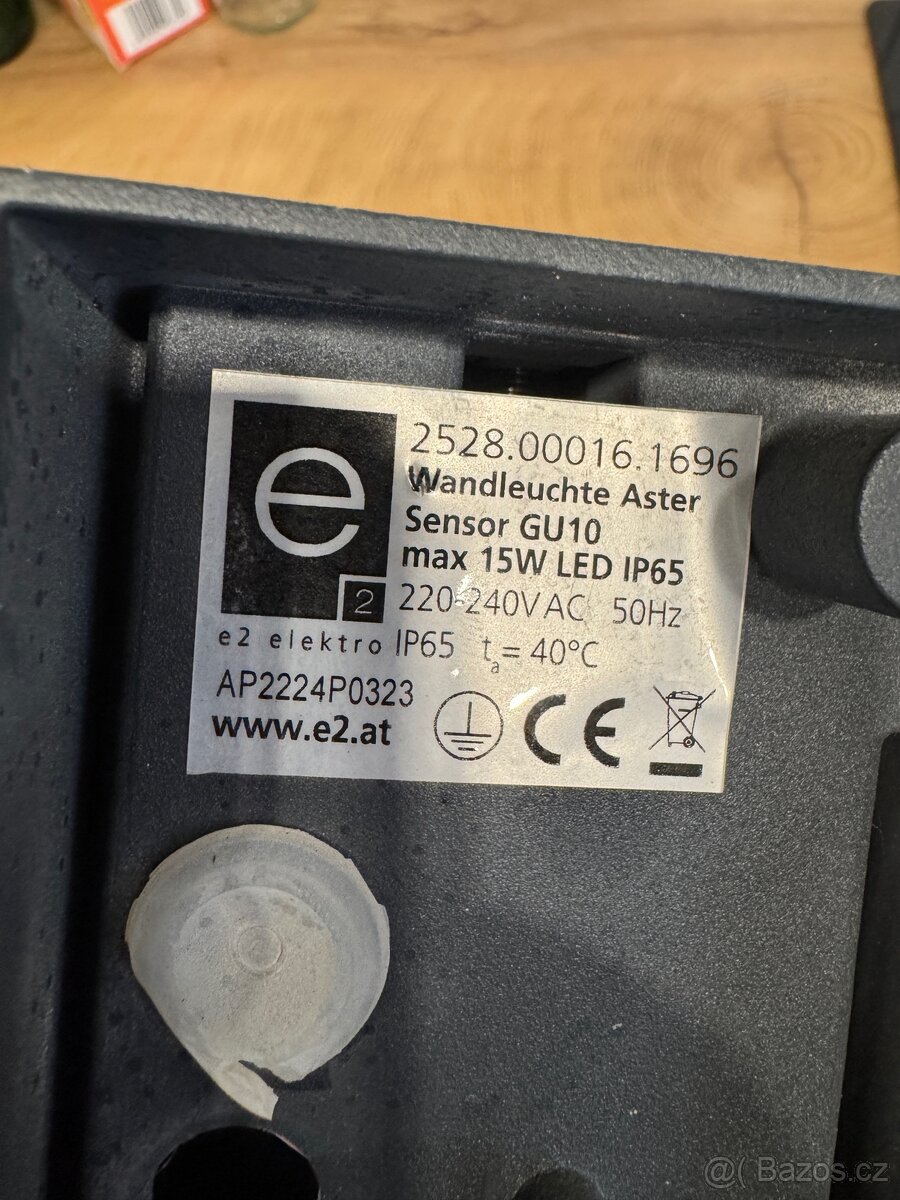 e
2
2528.00016.1696
Wandleuchte Aster
Sensor GU10
max 15W LED IP65
220-240V AC 50Hz
e2 elektro IP65 ta= 40°C
AP2224P0323
www.e2.at
CE
@( Bazos.cz